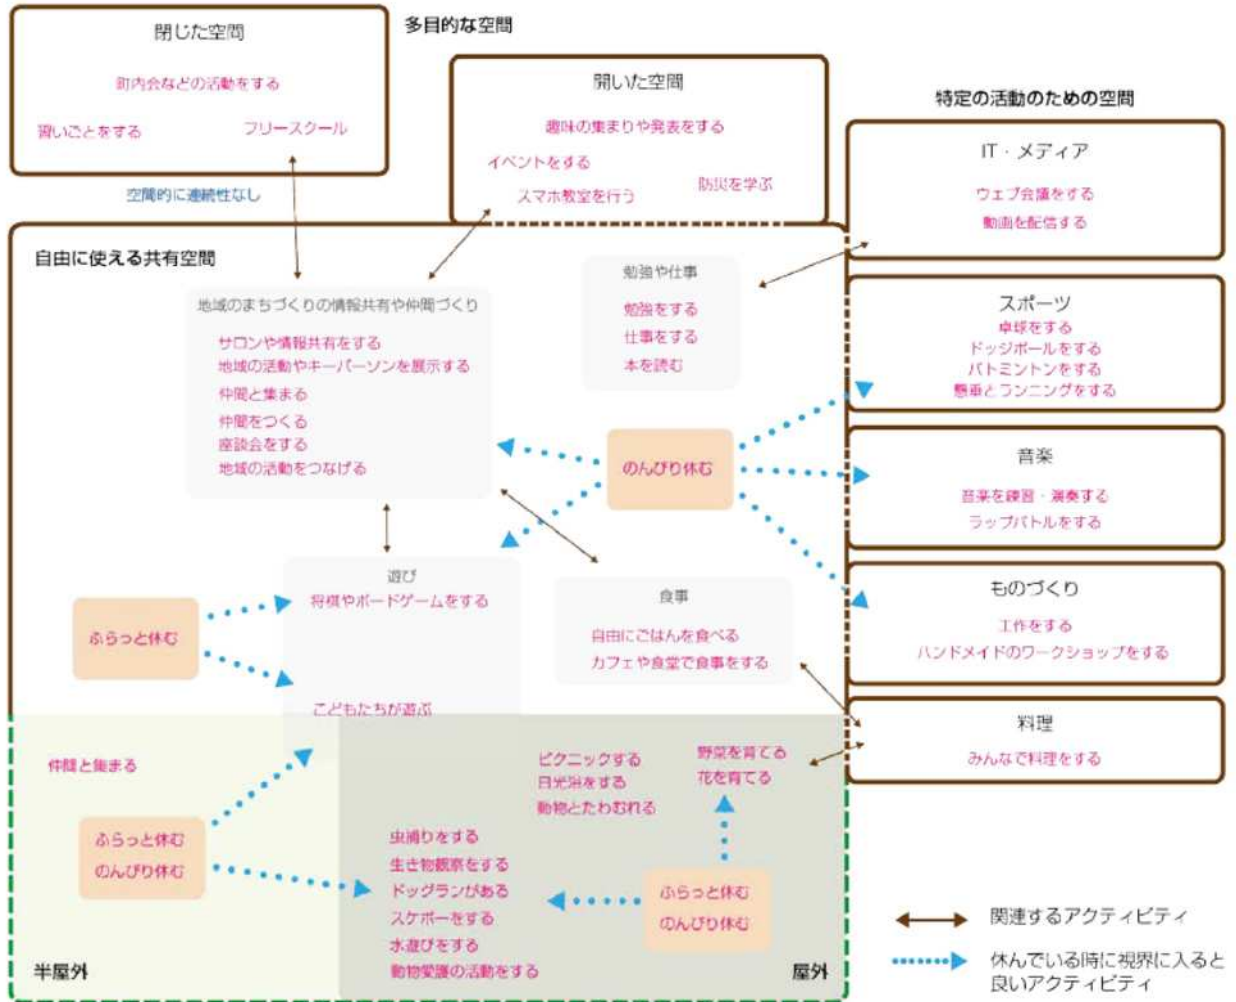 閉じた空間
町内会などの活動をする
習いごとをする
フリースクール
空間的に連続性なし
多目的な空間
開いた空間
趣味の集まりや発表をする
イベントをする
スマホ教室を行う
防災を学ぶ
特定の活動のための空間
IT・メディア
ウェブ会議をする
動画を配信する
スポーツ
卓球をする
ドッジボールをする
バトミントンをする
懸垂とランニングをする
音楽
音楽を練習・演奏する
ラップバトルをする
ものづくり
工作をする
ハンドメイドのワークショップをする
料理
みんなで料理をする
自由に使える共有空間
地域のまちづくりの情報共有や仲間づくり
サロンや情報共有をする
地域の活動やキーパーソンを展示する
仲間と集まる
仲間をつくる
座談会をする
地域の活動をつなげる
勉強や仕事
勉強をする
仕事をする
本を読む
のんびり休む
遊び
将棋やボードゲームをする
こどもたちが遊ぶ
ふらっと休む
食事
自由にごはんを食べる
カフェや食堂で食事をする
仲間と集まる
ふらっと休む
のんびり休む
半屋外
ピクニックする
日光浴をする
動物とたわむれる
野菜を育てる
花を育てる
虫捕りをする
生き物観察をする
ドッグランがある
スケボーをする
水遊びをする
動物愛護の活動をする
ふらっと休む
のんびり休む
屋外
関連するアクティビティ
休んでいる時に視界に入ると
良いアクティビティ